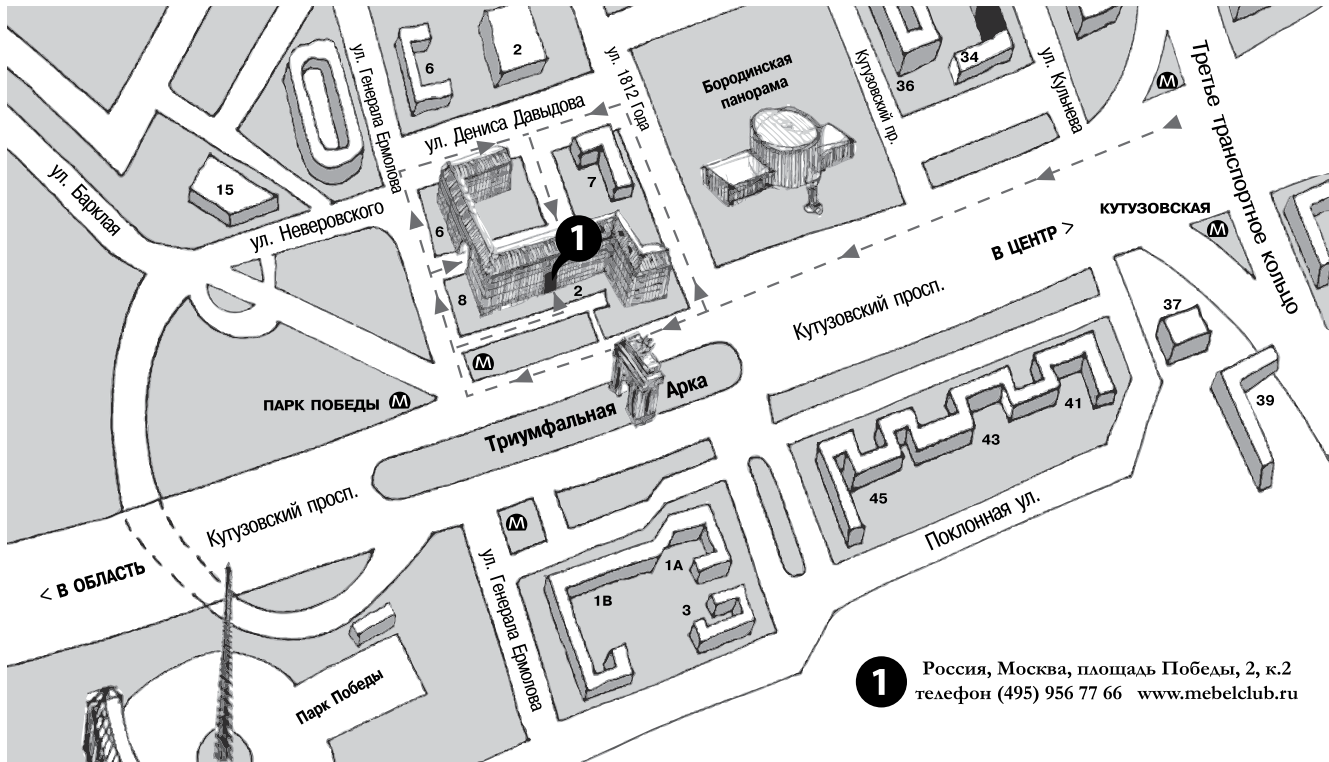 ул. Генерала Ермолова
6
2
ул. 1812 Года
Бородинская
панорама
Кутузовский пр.
36
34
ул. Кульнева
М
Третье транспортное кольцо
ул. Дениса Давыдова
ул. Барклая
15
ул. Неверовского
7
6
1
8
2
КУТУЗОВСКАЯ
М
В ЦЕНТР >
Кутузовский просп.
37
М
ПАРК ПОБЕДЫ М
Триумфальная Арка
41
39
43
45
Кутузовский просп.
М
Поклонная ул.
< В ОБЛАСТЬ
ул. Генерала Ермолова
1А
1В
3
Парк Победы
1
Россия, Москва, площадь Победы, 2, к.2
телефон (495) 956 77 66 www.mebelclub.ru